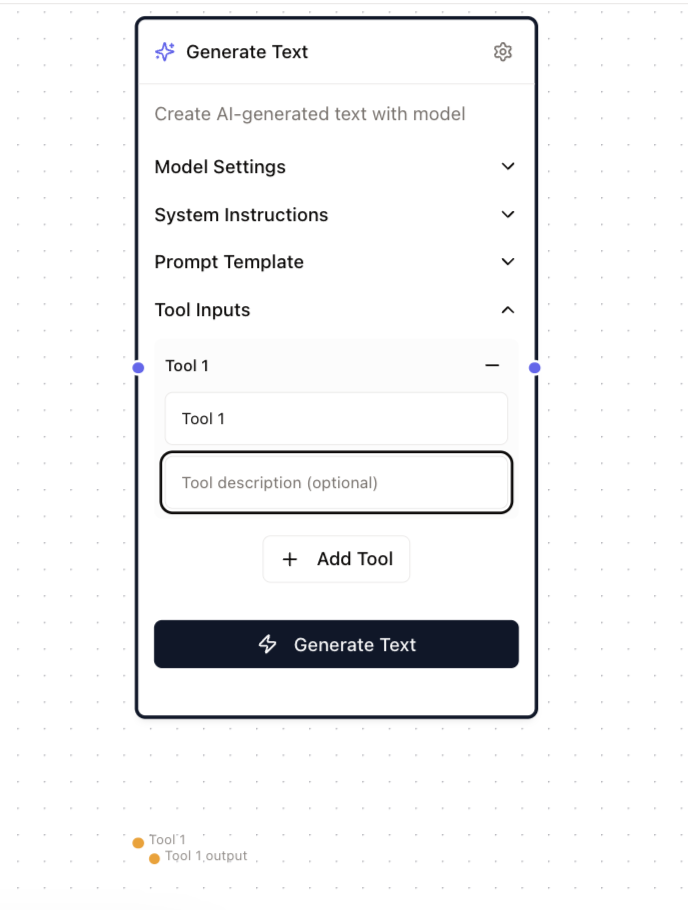 Generate Text
Create AI-generated text with model
Model Settings
System Instructions
Prompt Template
Tool Inputs
Tool 1
Tool 1
Tool description (optional)
Add Tool
Generate Text
Tool 1
Tool 1 output